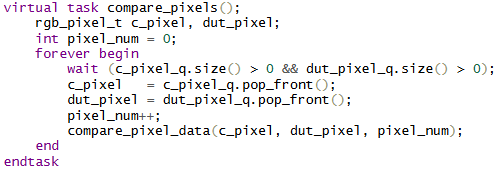 virtual task compare_pixels();
    rgb_pixel_t c_pixel, dut_pixel;
    int pixel_num = 0;
    forever begin
        wait (c_pixel_q.size() > 0 && dut_pixel_q.size() > 0);
        c_pixel   = c_pixel_q.pop_front();
        dut_pixel = dut_pixel_q.pop_front();
        pixel_num++;
        compare_pixel_data(c_pixel, dut_pixel, pixel_num);
    end
endtask